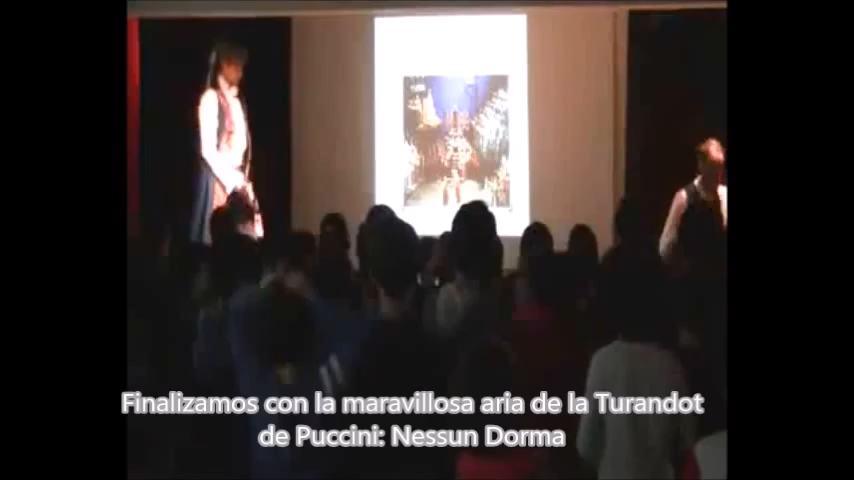 Finalizamos con la maravillosa aria de la Turandot
de Puccini: Nessun Dorma